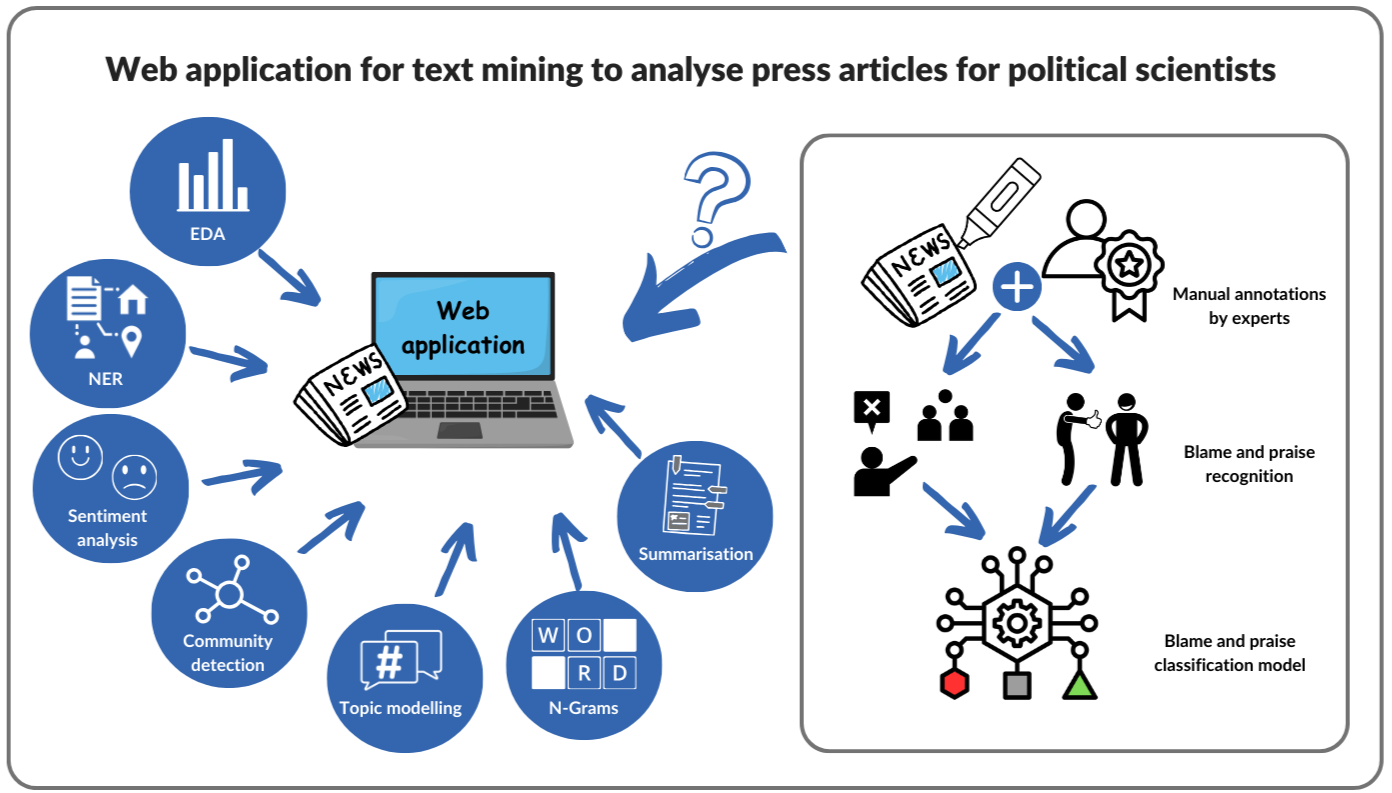 Web application for text mining to analyse press articles for political scientists
EDA
NER
Sentiment
analysis
Community
detection
Topic modelling
#
W O
R D
N-Grams
Summarisation
Web
application
NEWS
?
NEWS
Manual annotations
by experts
Blame and praise
recognition
Blame and praise
classification model